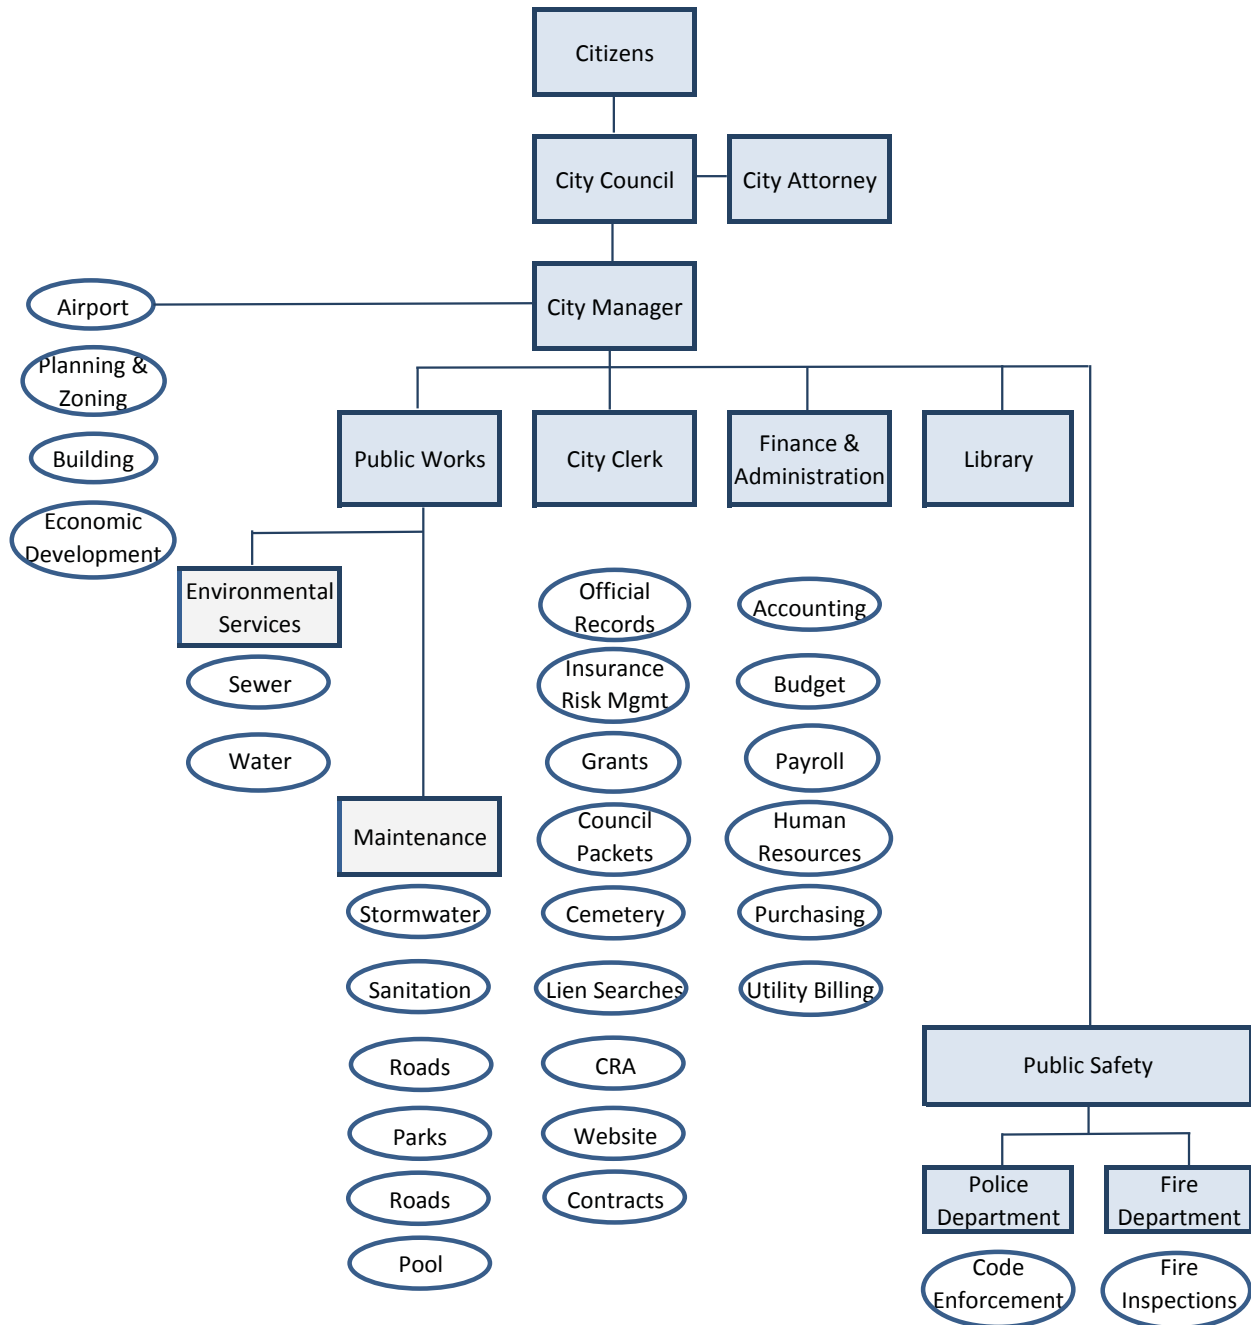 Citizens
City Council
City Attorney
City Manager
Airport
Planning &
Zoning
Building
Economic
Development
Public Works
City Clerk
Finance &
Administration
Library
Environmental
Services
Sewer
Water
Maintenance
Stormwater
Sanitation
Roads
Parks
Roads
Pool
Official
Records
Insurance
Risk Mgmt
Grants
Council
Packets
Cemetery
Lien Searches
CRA
Website
Contracts
Accounting
Budget
Payroll
Human
Resources
Purchasing
Utility Billing
Public Safety
Police
Department
Code
Enforcement
Fire
Department
Fire
Inspections